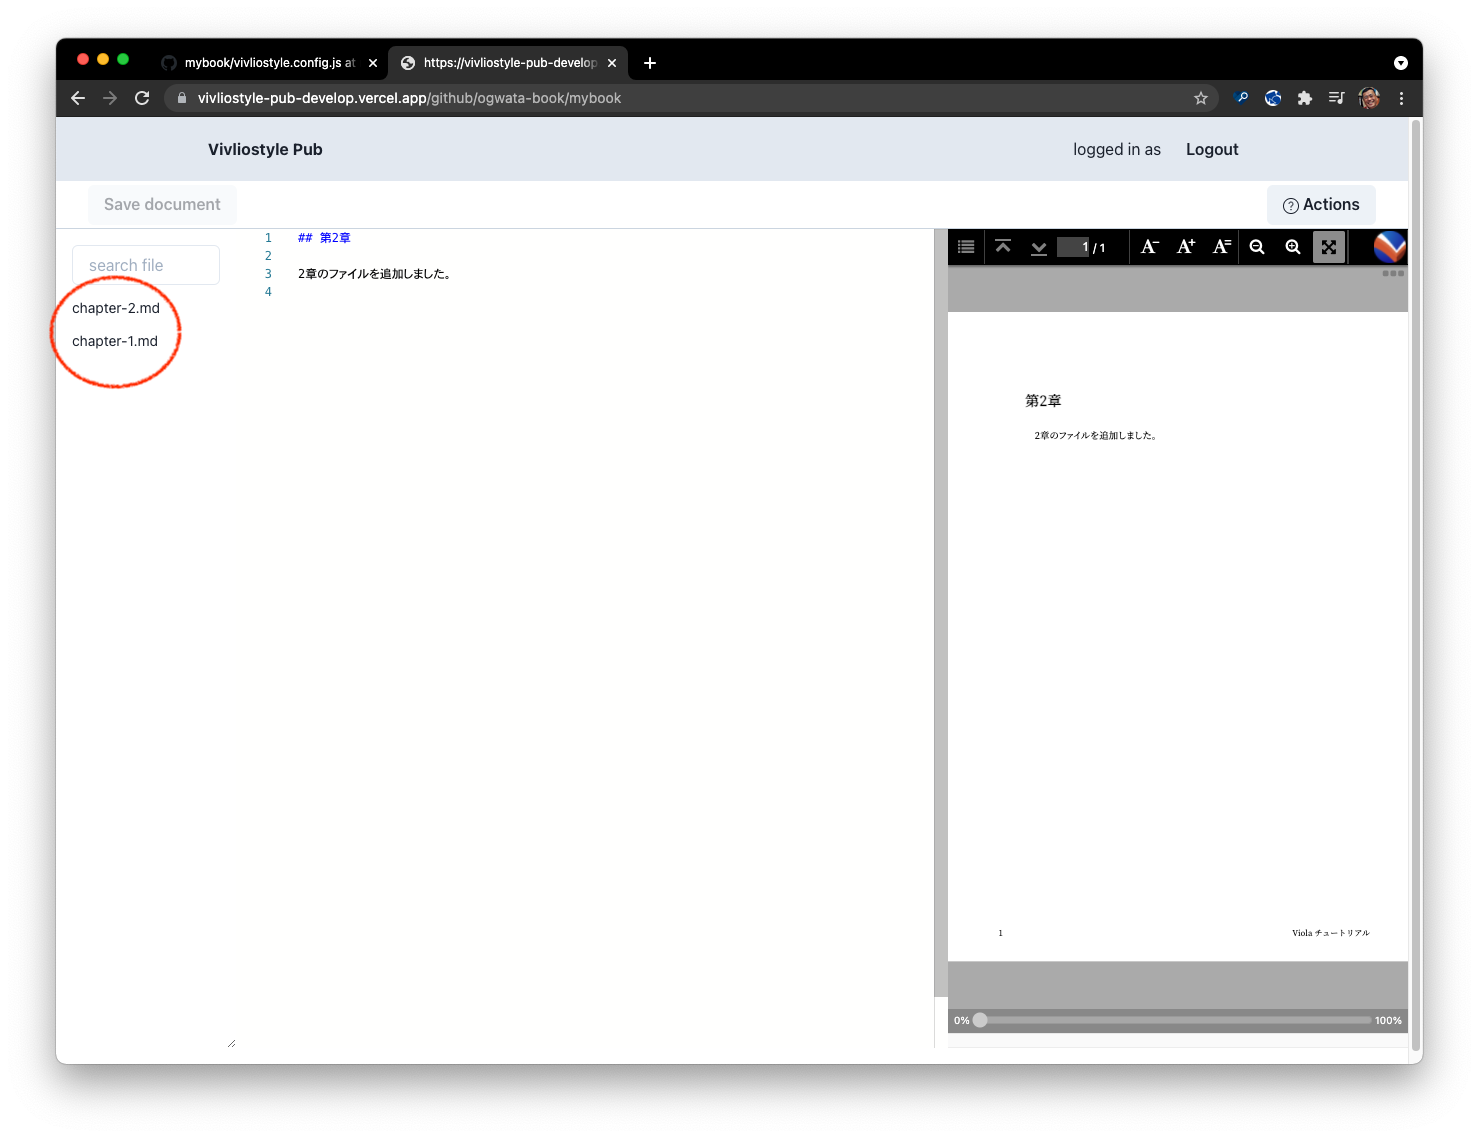 mybook/vivliostyle.config.js at
https://vivliostyle-pub-develop
vivliostyle-pub-develop.vercel.app/github/ogwata-book/mybook
Vivliostyle Pub
logged in as
Logout
Save document
? Actions
search file
chapter-2.md
chapter-1.md
1 ## 第2章
2
3 2章のファイルを追加しました。
4
1 / 1
A−
A+
A=
第2章
2章のファイルを追加しました。
1
Viola チュートリアル
0%
100%